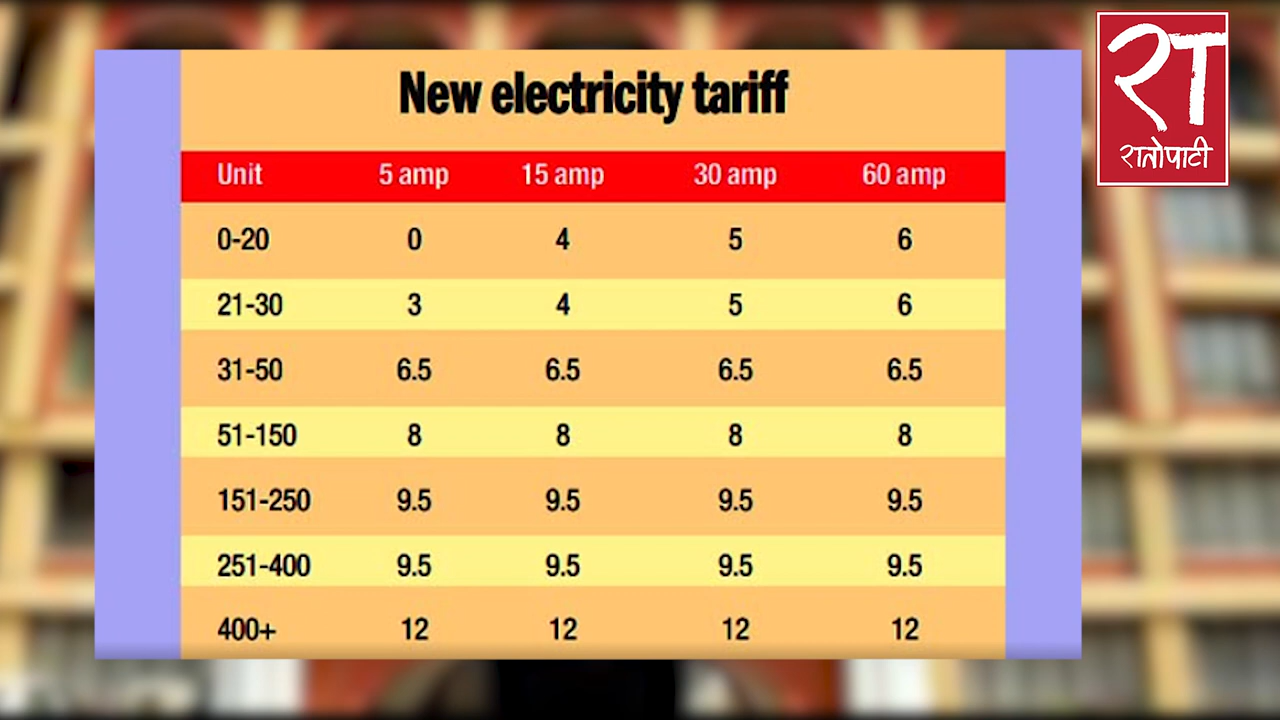 New electricity tariff
Unit 5 amp 15 amp 30 amp 60 amp
0-20 0 4 5 6
21-30 3 4 5 6
31-50 6.5 6.5 6.5 6.5
51-150 8 8 8 8
151-250 9.5 9.5 9.5 9.5
251-400 9.5 9.5 9.5 9.5
400+ 12 12 12 12
रा
रातोपाटी